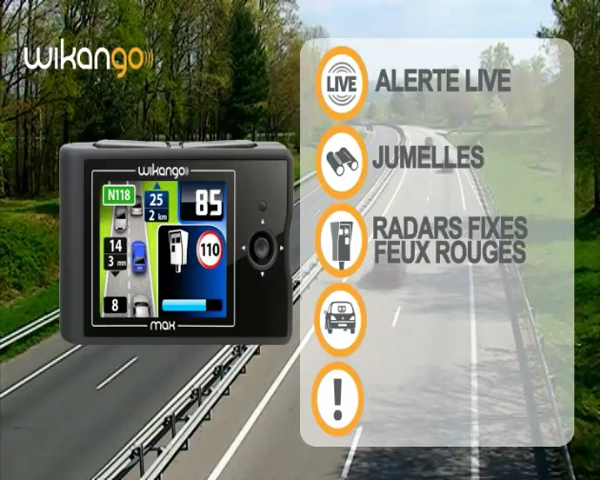 wikango
wikango
N118
25
2 km
85
14
3 mn
110
8
max
LIVE
ALERTE LIVE
JUMELLES
RADARS FIXES
FEUX ROUGES